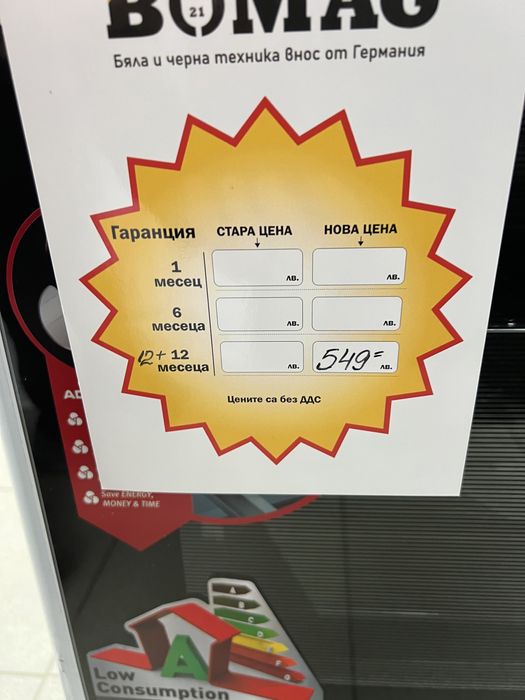 BOMAG
21
Бяла и черна техника внос от Германия
Гаранция СТАРА ЦЕНА НОВА ЦЕНА
1 месец лв. лв.
6 месеца лв. лв.
12 + 12 месеца лв. 549= лв.
Цените са без ДДС
Save ENERGY,
MONEY & TIME
A
B
C
D
A
Low
Consumption